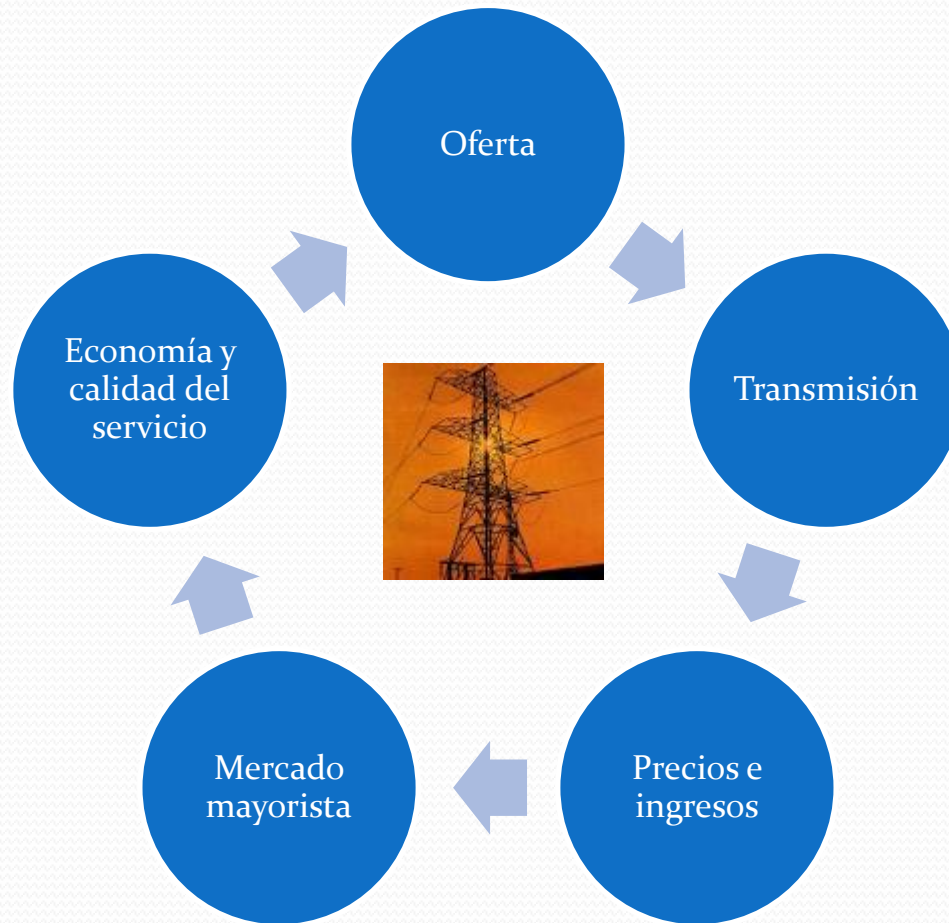 Oferta
Transmisión
Precios e
ingresos
Mercado
mayorista
Economía y
calidad del
servicio